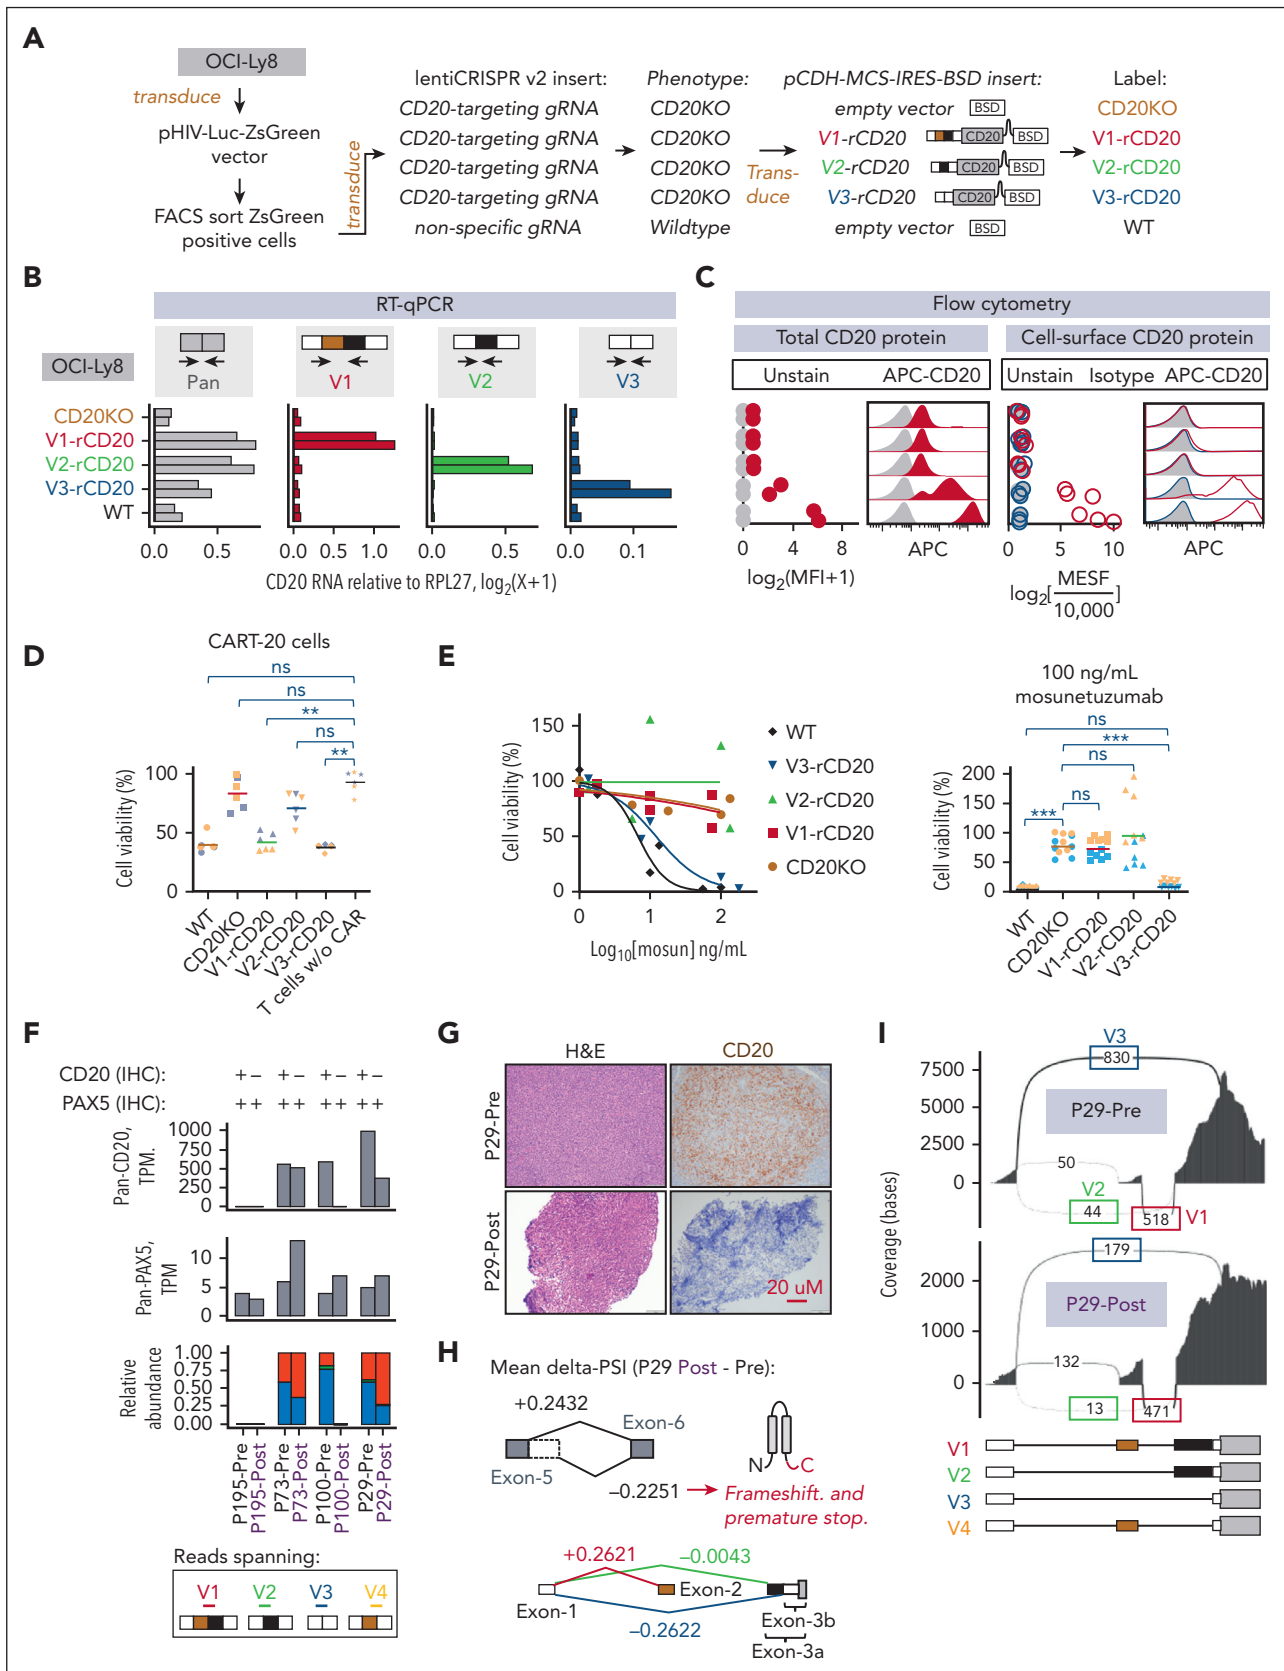 A
OCI-Ly8
transduce
pHIV-Luc-ZsGreen
vector
FACS sort ZsGreen
positive cells
transduce
lentiCRISPR v2 insert:
CD20-targeting gRNA
CD20-targeting gRNA
CD20-targeting gRNA
CD20-targeting gRNA
non-specific gRNA
Phenotype:
CD20KO
CD20KO
CD20KO
CD20KO
Wildtype
Trans-
duce
pCDH-MCS-IRES-BSD insert:
empty vector BSD
V1-rCD20 CD20 BSD
V2-rCD20 CD20 BSD
V3-rCD20 CD20 BSD
empty vector BSD
Label:
CD20KO
V1-rCD20
V2-rCD20
V3-rCD20
WT
B
RT-qPCR
OCI-Ly8
Pan V1 V2 V3
CD20KO
V1-rCD20
V2-rCD20
V3-rCD20
WT
0.0 0.5 0.0 0.5 1.0 0.0 0.5 0.0 0.1
CD20 RNA relative to RPL27, log2(X+1)
C
Flow cytometry
Total CD20 protein Cell-surface CD20 protein
Unstain APC-CD20 Unstain Isotype APC-CD20
0 4 8 APC 0 5 10 APC
log2(MFI+1)
log2[MESF/10,000]
D
CART-20 cells
ns
ns
**
ns
**
Cell viability (%)
100
50
0
WT
CD20KO
V1-rCD20
V2-rCD20
V3-rCD20
T cells w/o CAR
E
Cell viability (%)
150
100
50
0
0 1 2
Log10[mosun] ng/mL
WT
V3-rCD20
V2-rCD20
V1-rCD20
CD20KO
100 ng/mL
mosunetuzumab
ns
***
ns
*** ns
Cell viability (%)
200
150
100
50
0
WT
CD20KO
V1-rCD20
V2-rCD20
V3-rCD20
F
CD20 (IHC): + − + − + − + −
PAX5 (IHC): + + + + + + + +
Pan-CD20,
TPM.
1000
750
500
250
0
Pan-PAX5,
TPM
10
5
0
Relative
abundance
1.00
0.75
0.50
0.25
0.00
P195-Pre
P195-Post
P73-Pre
P73-Post
P100-Pre
P100-Post
P29-Pre
P29-Post
Reads spanning:
V1 V2 V3 V4
G
H&E CD20
P29-Pre
P29-Post
20 uM
H
Mean delta-PSI (P29 Post - Pre):
+0.2432
Exon-6
Exon-5
−0.2251
N C
Frameshift. and
premature stop.
+0.2621 −0.0043
Exon-2
Exon-1
−0.2622
Exon-3b
Exon-3a
I
Coverage (bases)
V3
830
7500
5000
2500
0
P29-Pre
50
V2
44
518 V1
179
2000
1000
0
P29-Post
132
13 471
V1
V2
V3
V4